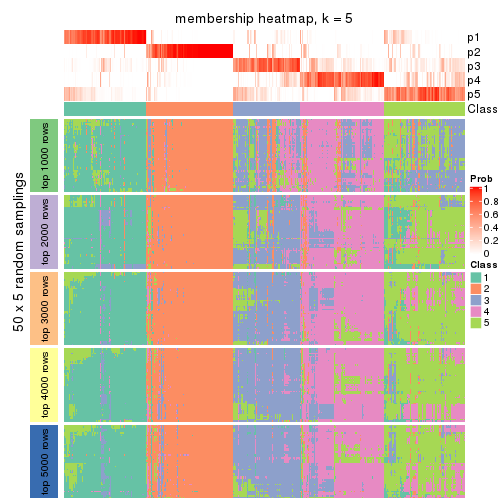 membership heatmap, k = 5
p1
p2
p3
p4
p5
Class
50 x 5 random samplings
top 1000 rows
top 2000 rows
top 3000 rows
top 4000 rows
top 5000 rows
Prob
1
0.8
0.6
0.4
0.2
0
Class
1
2
3
4
5